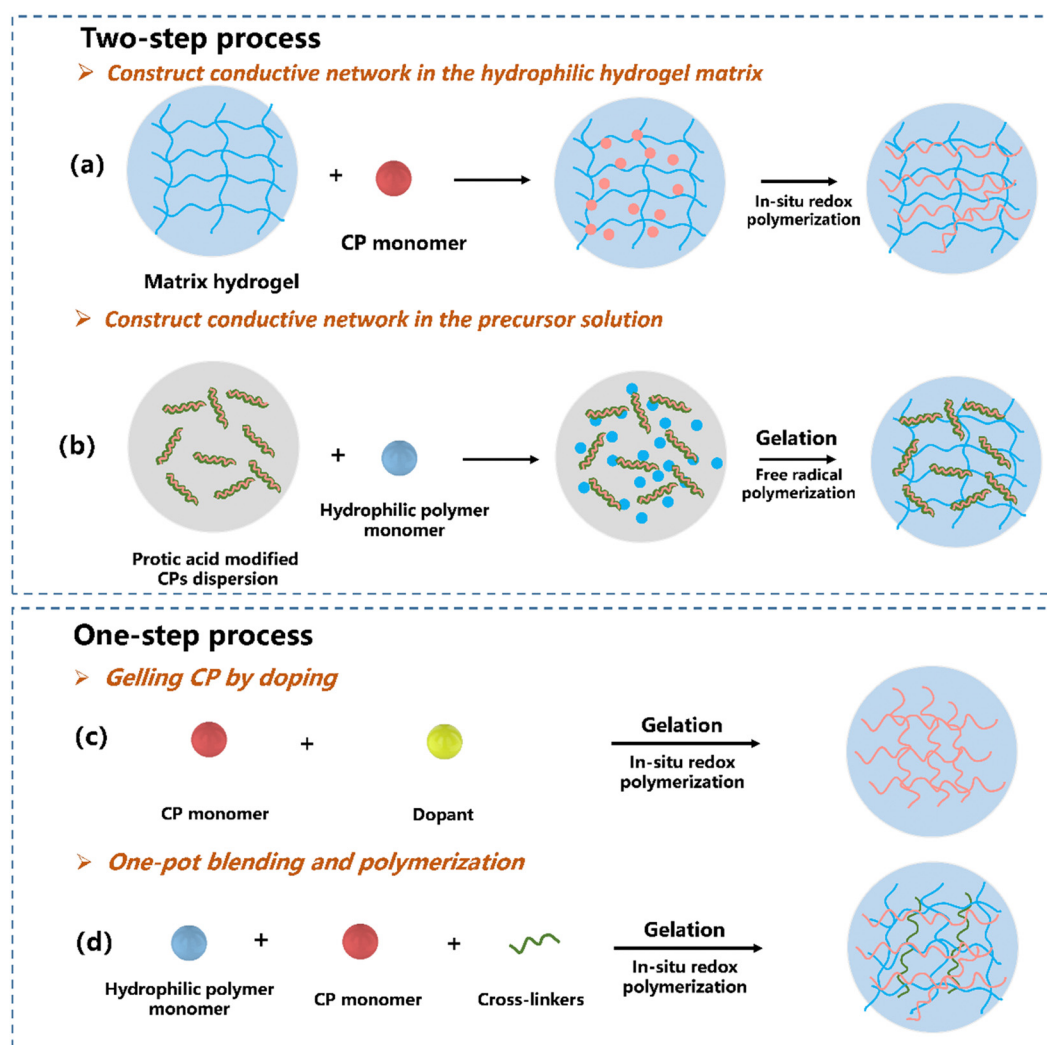 Two-step process
➢ Construct conductive network in the hydrophilic hydrogel matrix
(a)
+
CP monomer
Matrix hydrogel
In-situ redox
polymerization
➢ Construct conductive network in the precursor solution
(b)
+
Hydrophilic polymer
monomer
Protic acid modified
CPs dispersion
Gelation
Free radical
polymerization
One-step process
➢ Gelling CP by doping
(c)
+
CP monomer
Dopant
Gelation
In-situ redox
polymerization
➢ One-pot blending and polymerization
(d)
+
+
Hydrophilic polymer
monomer
CP monomer
Cross-linkers
Gelation
In-situ redox
polymerization